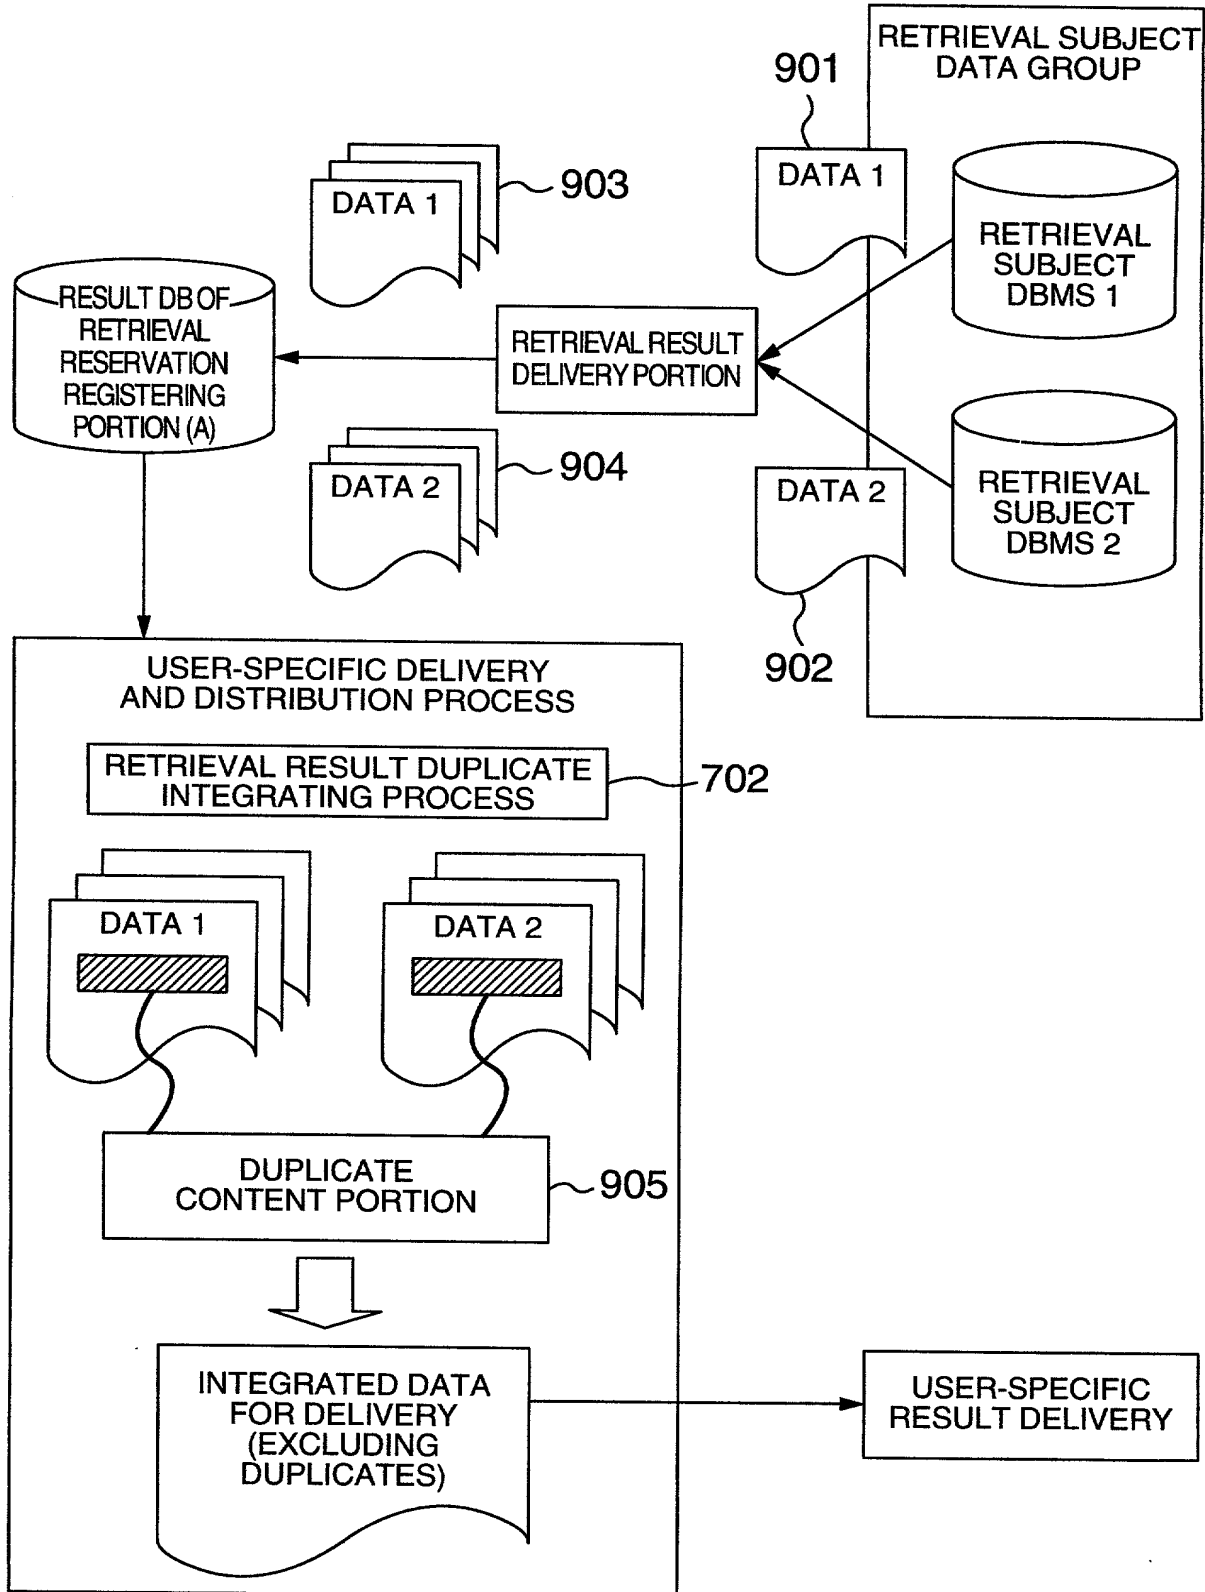 RETRIEVAL SUBJECT
DATA GROUP
901
DATA 1
903
DATA 1
RETRIEVAL
SUBJECT
DBMS 1
RESULT DB OF
RETRIEVAL
RESERVATION
REGISTERING
PORTION (A)
RETRIEVAL RESULT
DELIVERY PORTION
904
DATA 2
DATA 2
RETRIEVAL
SUBJECT
DBMS 2
902
USER-SPECIFIC DELIVERY
AND DISTRIBUTION PROCESS
RETRIEVAL RESULT DUPLICATE
INTEGRATING PROCESS
702
DATA 1
DATA 2
DUPLICATE
CONTENT PORTION
905
INTEGRATED DATA
FOR DELIVERY
(EXCLUDING
DUPLICATES)
USER-SPECIFIC
RESULT DELIVERY